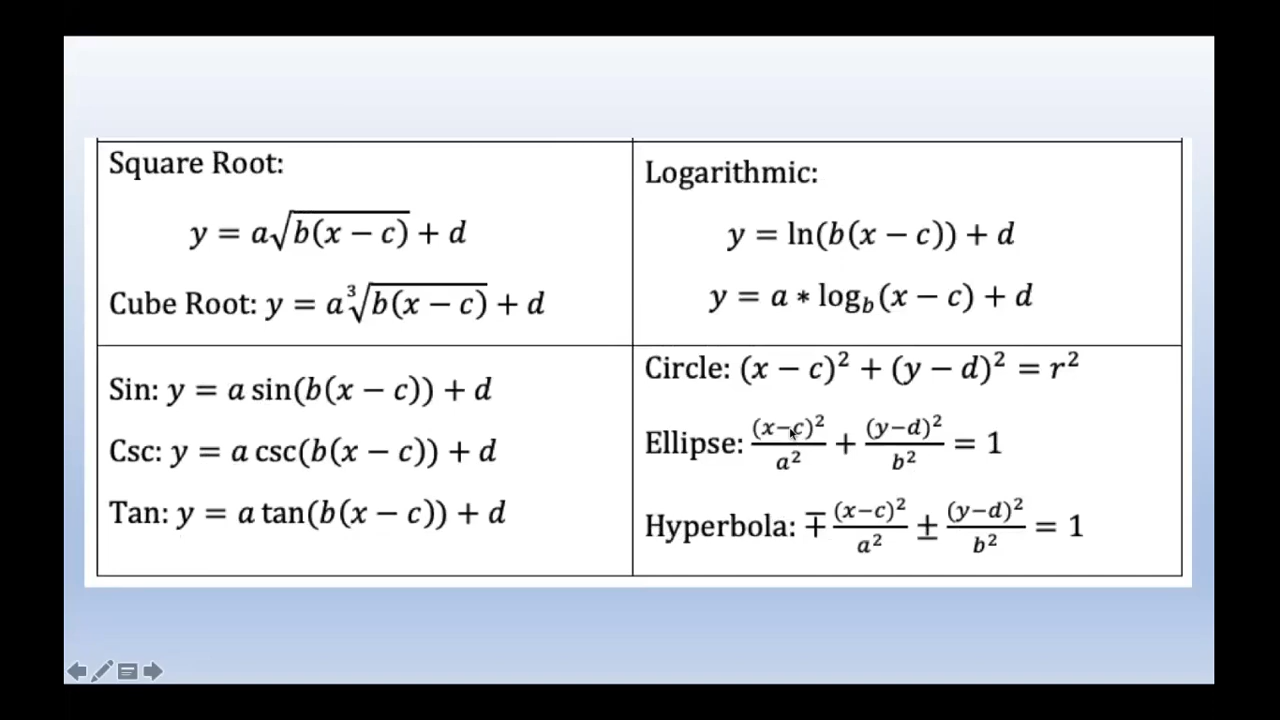 Square Root:
y = a√(b(x − c)) + d
Cube Root: y = a∛(b(x − c)) + d
Logarithmic:
y = ln(b(x − c)) + d
y = a ∗ log_b(x − c) + d
Sin: y = a sin(b(x − c)) + d
Csc: y = a csc(b(x − c)) + d
Tan: y = a tan(b(x − c)) + d
Circle: (x − c)² + (y − d)² = r²
Ellipse: (x−c)²/a² + (y−d)²/b² = 1
Hyperbola: ∓ (x−c)²/a² ± (y−d)²/b² = 1